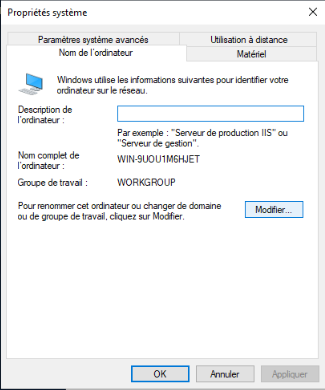 Propriétés système
Paramètres système avancés
Utilisation à distance
Nom de l'ordinateur
Matériel
Windows utilise les informations suivantes pour identifier votre
ordinateur sur le réseau.
Description de
l'ordinateur :
Par exemple : "Serveur de production IIS" ou
"Serveur de gestion".
Nom complet de
l'ordinateur :
WIN-9UOU1M6HJET
Groupe de travail :
WORKGROUP
Pour renommer cet ordinateur ou changer de domaine
ou de groupe de travail, cliquez sur Modifier.
Modifier...
OK
Annuler
Appliquer